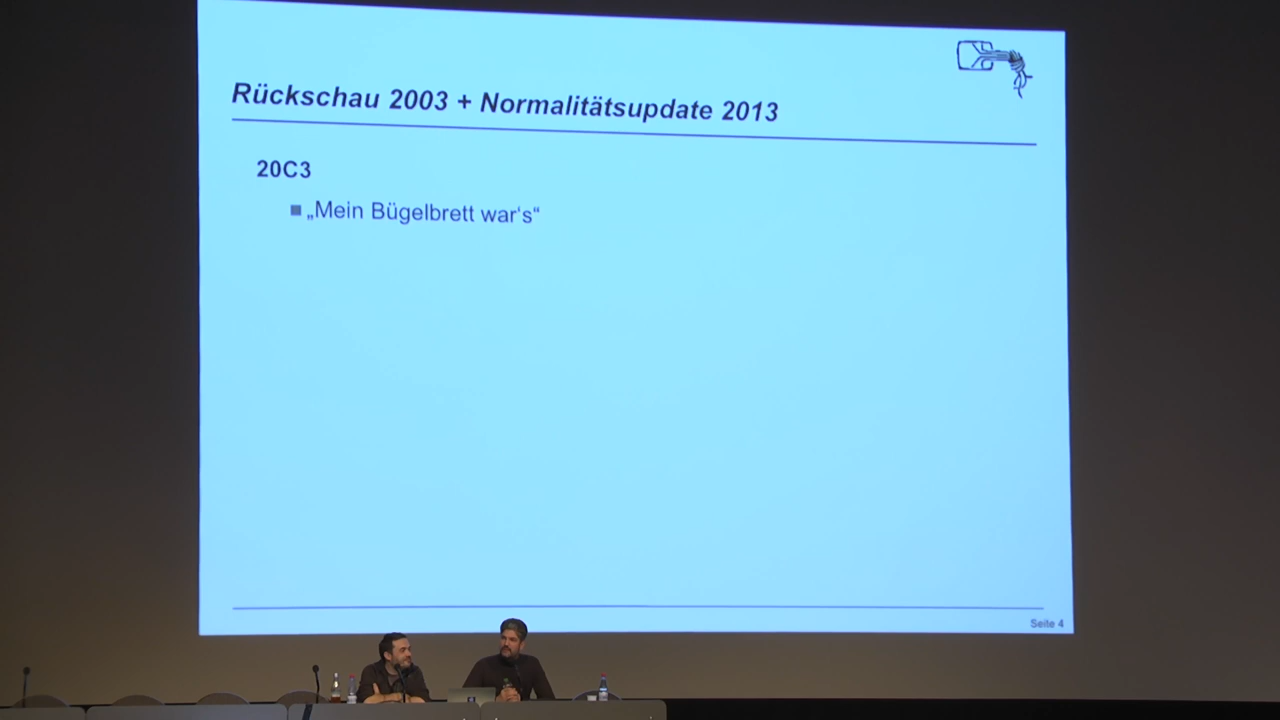 Rückschau 2003 + Normalitätsupdate 2013
20C3
„Mein Bügelbrett war‘s“
Seite 4